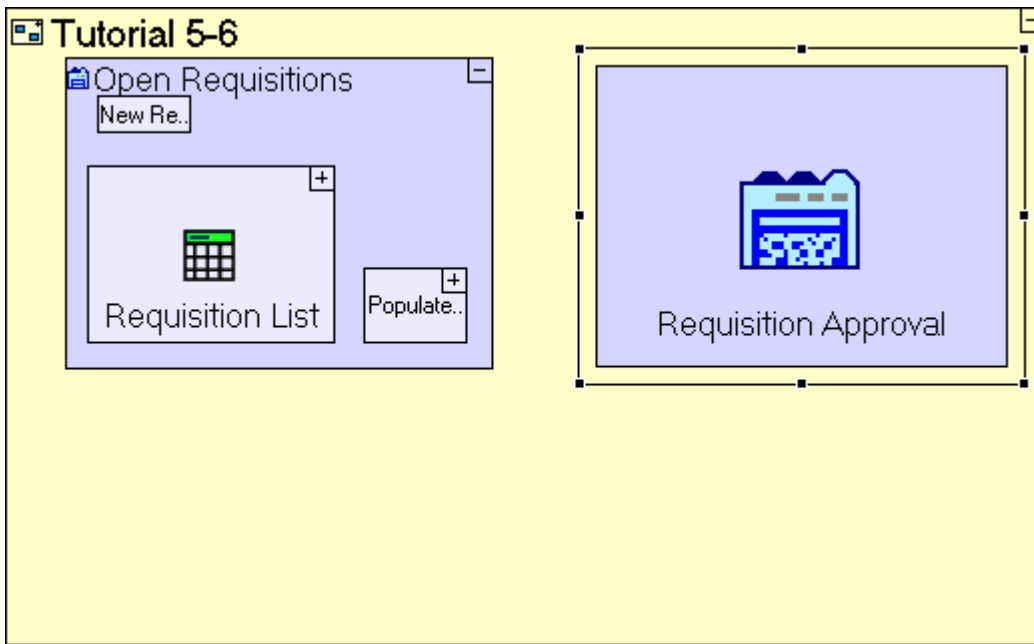 Tutorial 5-6
Open Requisitions
New Re..
Requisition List
Populate..
Requisition Approval